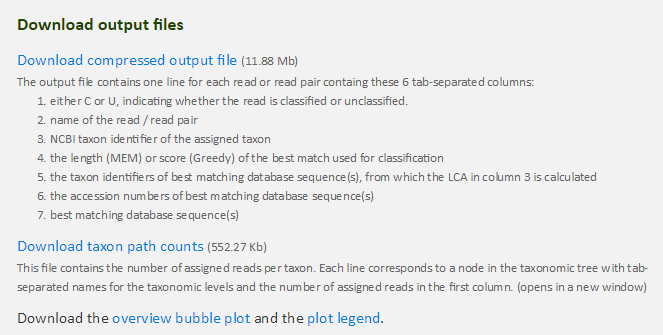 Download output files
Download compressed output file (11.88 Mb)
The output file contains one line for each read or read pair containg these 6 tab-separated columns:
1. either C or U, indicating whether the read is classified or unclassified.
2. name of the read / read pair
3. NCBI taxon identifier of the assigned taxon
4. the length (MEM) or score (Greedy) of the best match used for classification
5. the taxon identifiers of best matching database sequence(s), from which the LCA in column 3 is calculated
6. the accession numbers of best matching database sequence(s)
7. best matching database sequence(s)
Download taxon path counts (552.27 Kb)
This file contains the number of assigned reads per taxon. Each line corresponds to a node in the taxonomic tree with tab-
separated names for the taxonomic levels and the number of assigned reads in the first column. (opens in a new window)
Download the overview bubble plot and the plot legend.